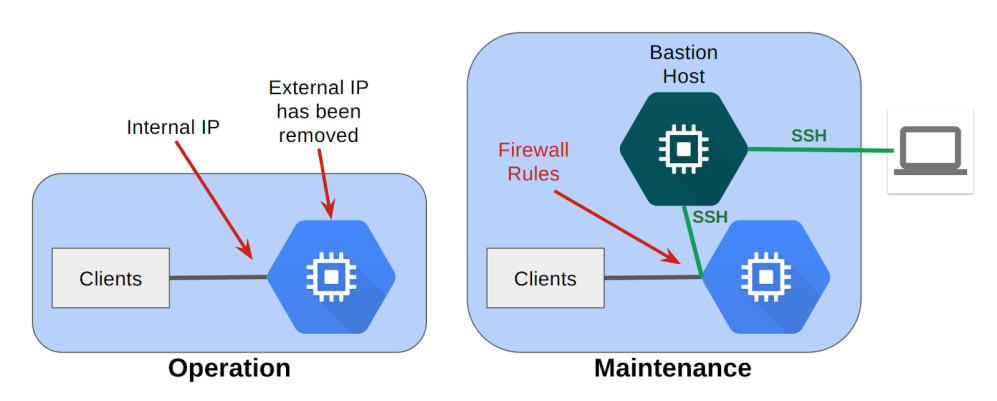 Internal IP
External IP
has been
removed
Clients
Operation
Bastion
Host
Firewall
Rules
SSH
SSH
Clients
Maintenance